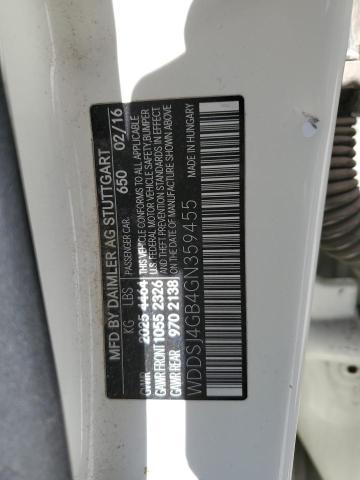 MFD BY DAIMLER AG STUTTGART
PASSENGER CAR 650 02/16
KG LBS
GVWR 2025 4464 THIS VEHICLE CONFORMS TO ALL APPLICABLE
GAWR FRONT 1055 2326 U.S. FEDERAL MOTOR VEHICLE SAFETY, BUMPER
GAWR REAR 970 2138 AND THEFT PREVENTION STANDARDS IN EFFECT
ON THE DATE OF MANUFACTURE SHOWN ABOVE
WDDSJ4GB4GN359455 MADE IN HUNGARY